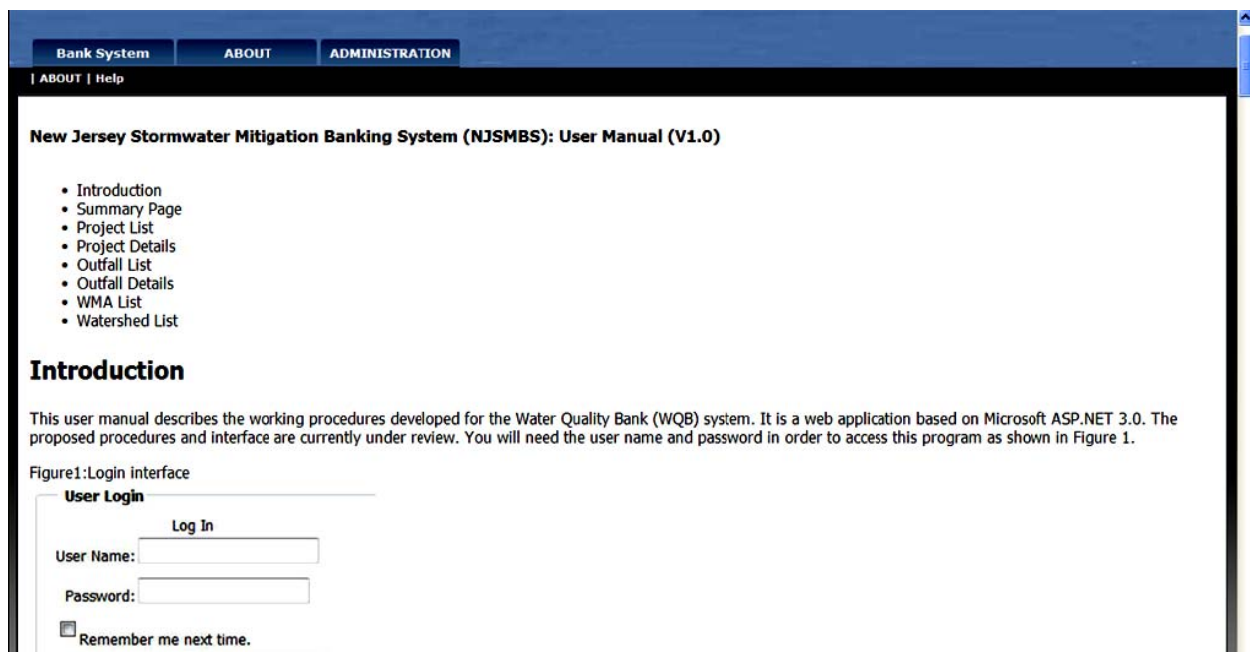 Bank System ABOUT ADMINISTRATION
| ABOUT | Help
New Jersey Stormwater Mitigation Banking System (NJSMBS): User Manual (V1.0)
• Introduction
• Summary Page
• Project List
• Project Details
• Outfall List
• Outfall Details
• WMA List
• Watershed List
Introduction
This user manual describes the working procedures developed for the Water Quality Bank (WQB) system. It is a web application based on Microsoft ASP.NET 3.0. The
proposed procedures and interface are currently under review. You will need the user name and password in order to access this program as shown in Figure 1.
Figure1:Login interface
User Login
Log In
User Name:
Password:
Remember me next time.